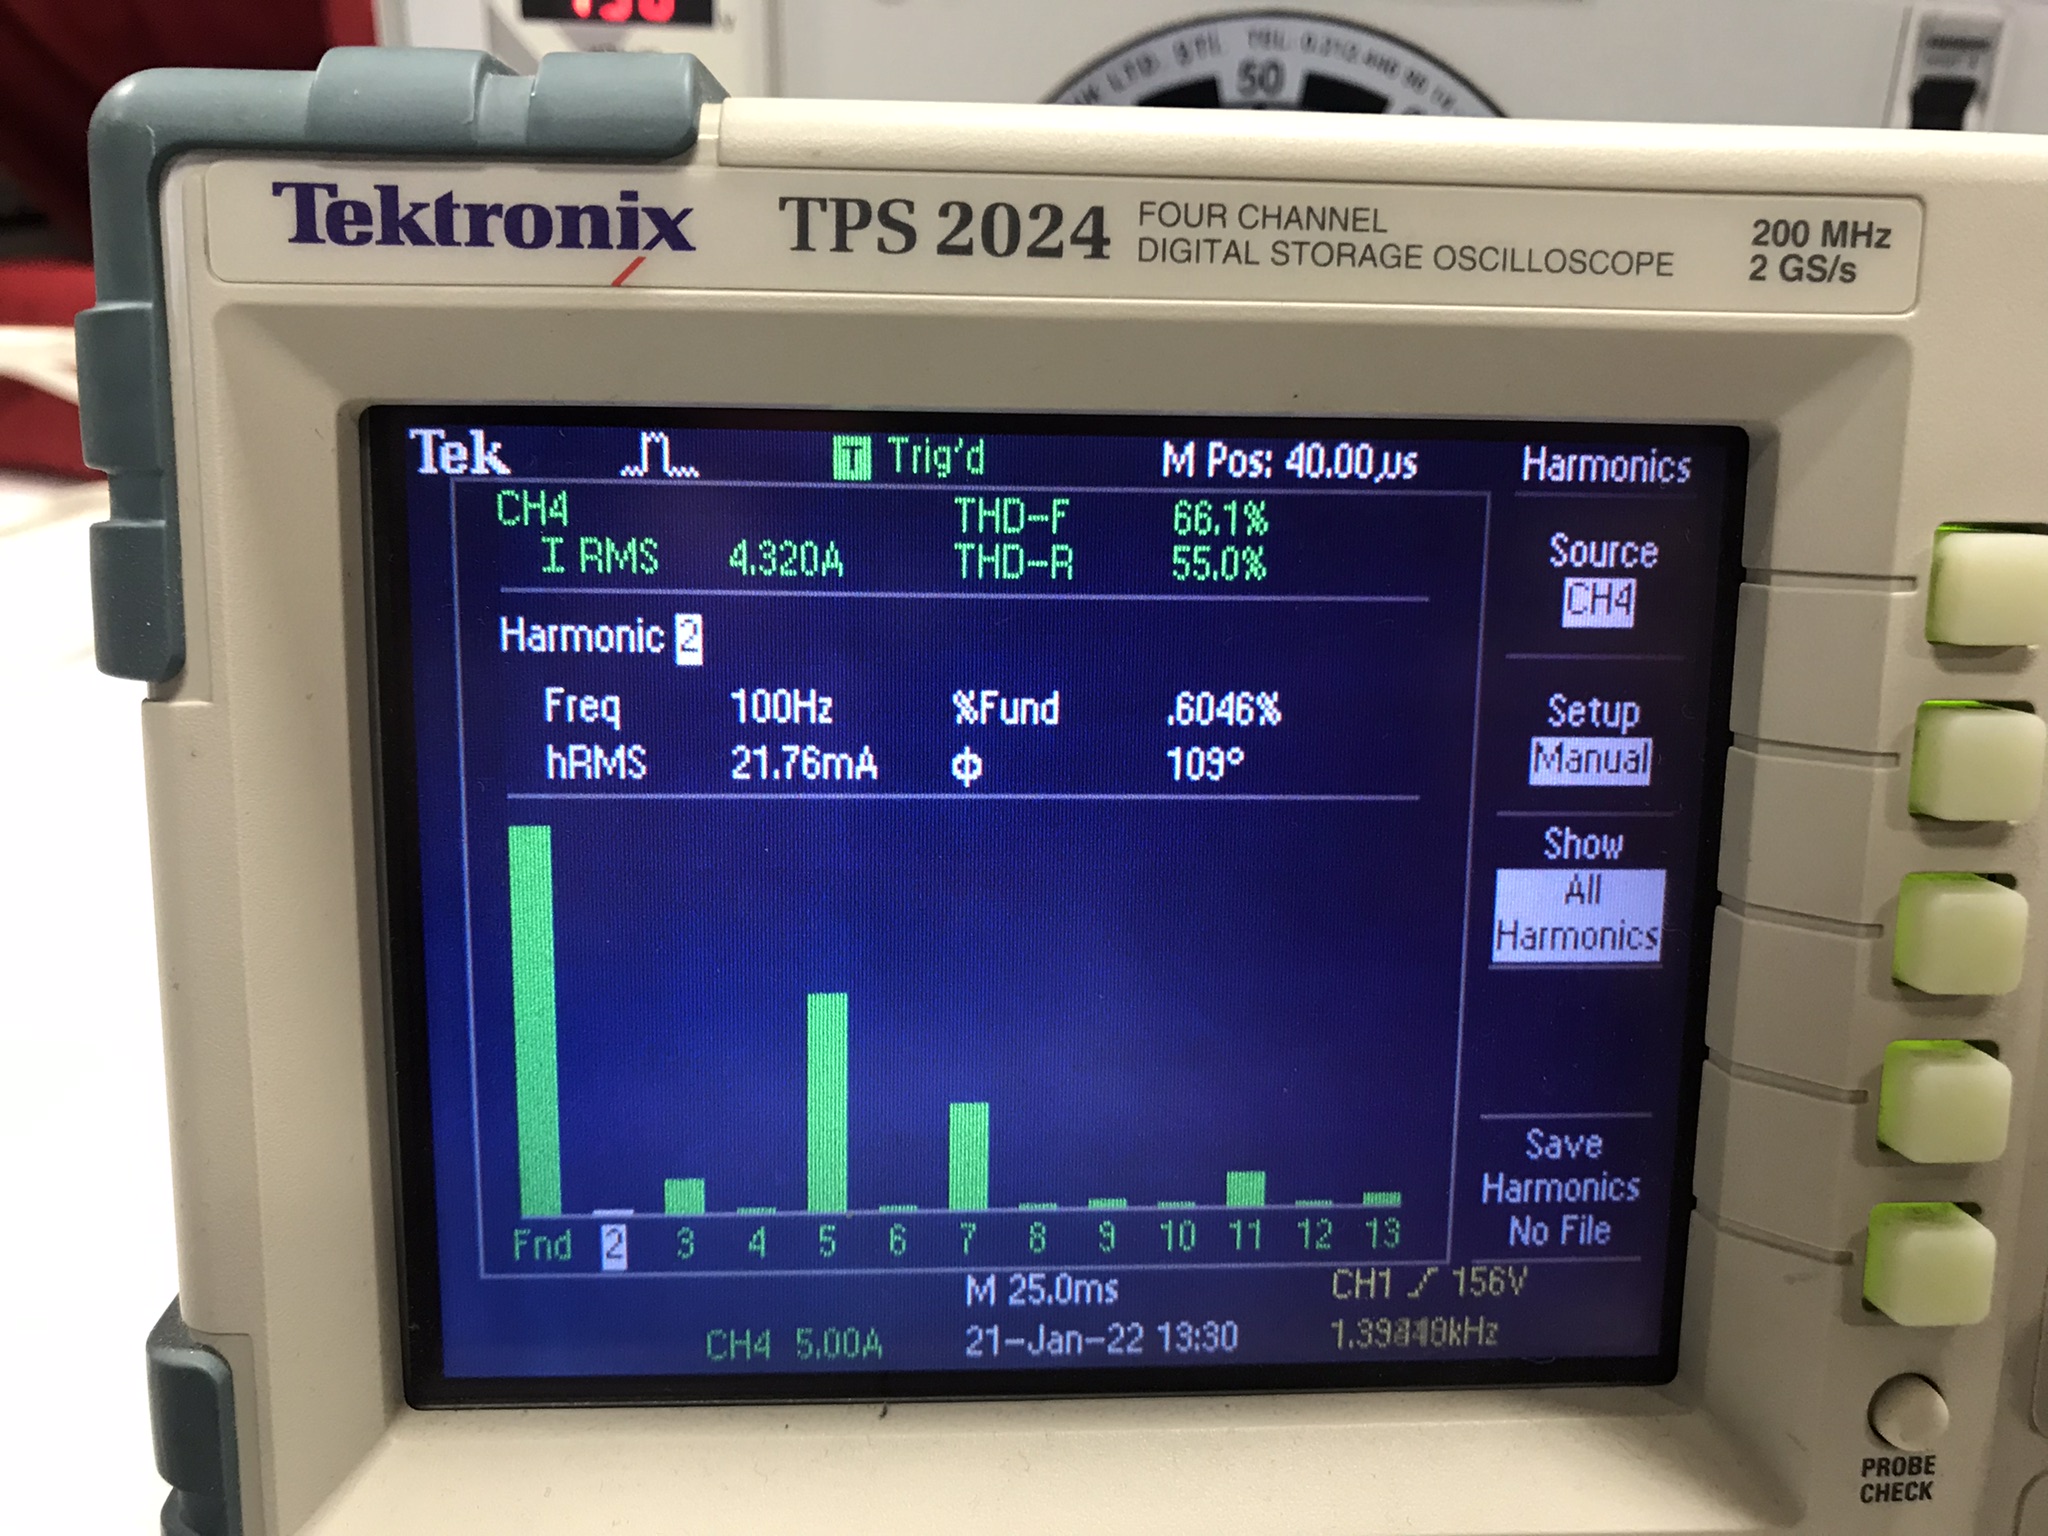 50
Tektronix TPS 2024 FOUR CHANNEL
DIGITAL STORAGE OSCILLOSCOPE
200 MHz
2 GS/s
Tek T Trig'd M Pos: 40.00µs Harmonics
CH4 THD-F 66.1%
I RMS 4.320A THD-R 55.0%
Source
CH4
Harmonic 2
Freq 100Hz %Fund .6046%
hRMS 21.76mA ϕ 109°
Setup
Manual
Show
All
Harmonics
Save
Harmonics
No File
Fnd 2 3 4 5 6 7 8 9 10 11 12 13
M 25.0ms CH1 156V
CH4 5.00A 21-Jan-22 13:30
PROBE
CHECK